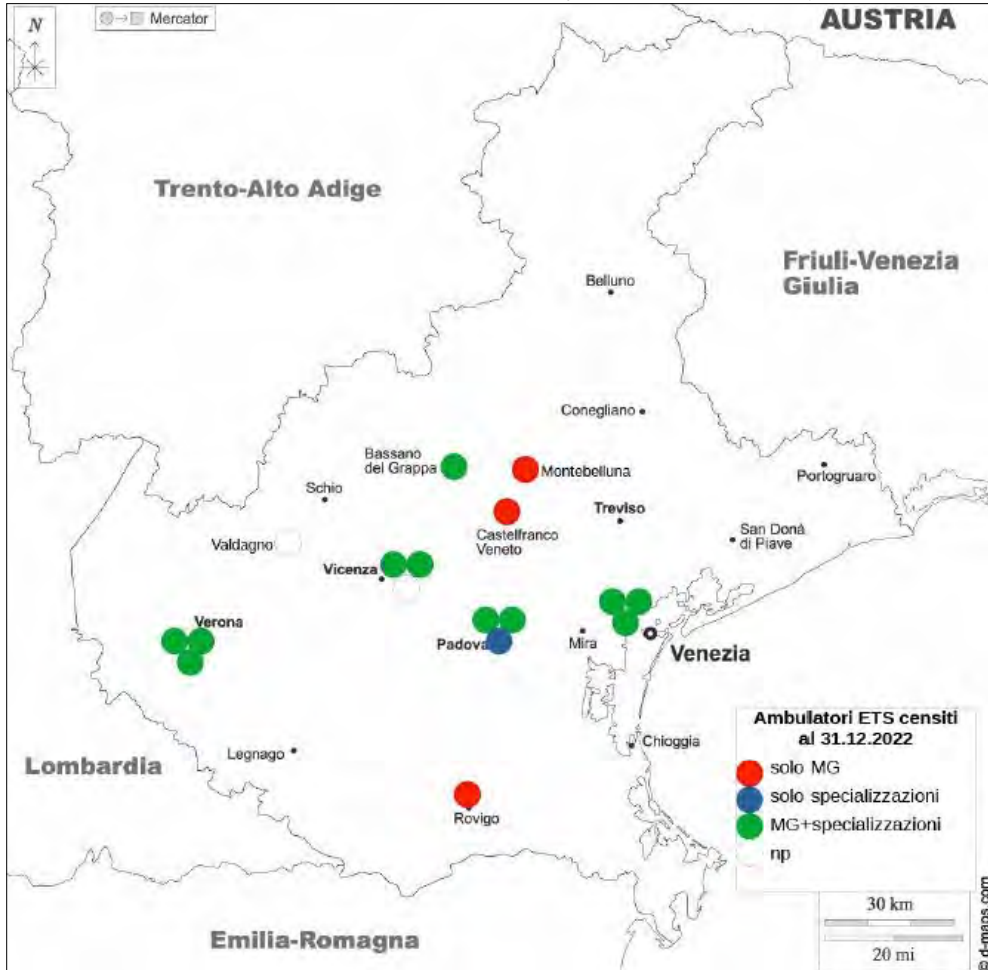 N
Mercator
AUSTRIA
Trento-Alto Adige
Friuli-Venezia
Giulia
Belluno
Conegliano
Bassano
del Grappa
Montebelluna
Portogruaro
Schio
Castelfranco
Veneto
Treviso
San Donà
di Piave
Valdagno
Vicenza
Verona
Padova
Mira
Venezia
Ambulatori ETS censiti
al 31.12.2022
solo MG
solo specializzazioni
MG+specializzazioni
np
Legnago
Chioggia
Lombardia
Rovigo
30 km
20 mi
Emilia-Romagna
© d-maps.com